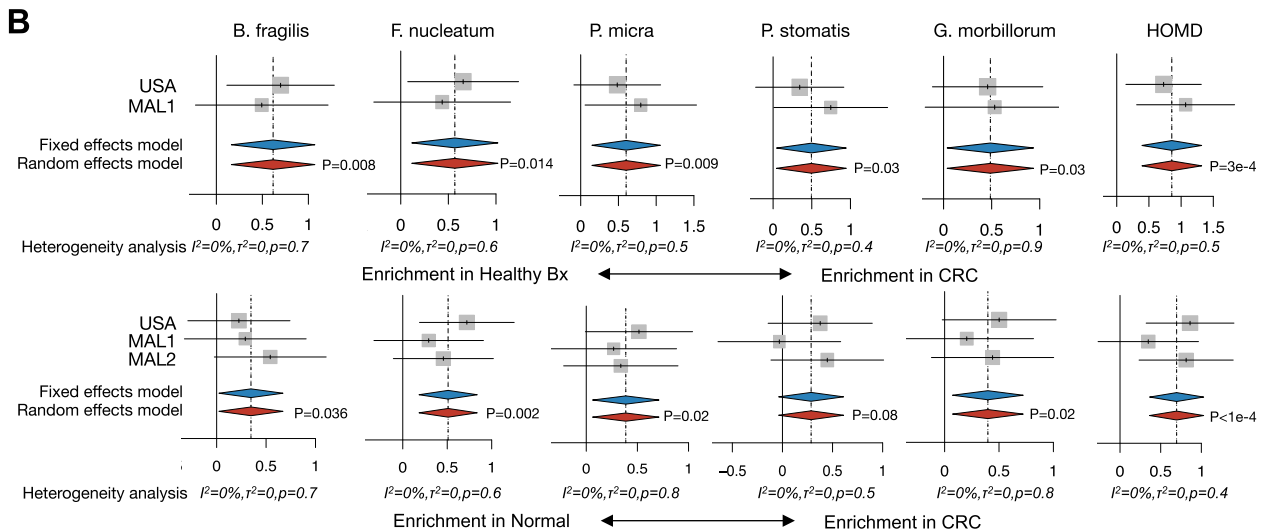 B
B. fragilis F. nucleatum P. micra P. stomatis G. morbillorum HOMD
USA
MAL1
Fixed effects model
Random effects model P=0.008 P=0.014 P=0.009 P=0.03 P=0.03 P=3e-4
0 0.5 1 0 0.5 1 0 0.5 1 1.5 0 0.5 1 0 0.5 1 0 0.5 1 1.5
Heterogeneity analysis I²=0%,τ²=0,p=0.7 I²=0%,τ²=0,p=0.6 I²=0%,τ²=0,p=0.5 I²=0%,τ²=0,p=0.4 I²=0%,τ²=0,p=0.9 I²=0%,τ²=0,p=0.5
Enrichment in Healthy Bx Enrichment in CRC
USA
MAL1
MAL2
Fixed effects model
Random effects model P=0.036 P=0.002 P=0.02 P=0.08 P=0.02 P<1e-4
0 0.5 1 0 0.5 1 0 0.5 1 −0.5 0 0.5 1 0 0.5 1 0 0.5 1
Heterogeneity analysis I²=0%,τ²=0,p=0.7 I²=0%,τ²=0,p=0.6 I²=0%,τ²=0,p=0.8 I²=0%,τ²=0,p=0.5 I²=0%,τ²=0,p=0.8 I²=0%,τ²=0,p=0.4
Enrichment in Normal Enrichment in CRC